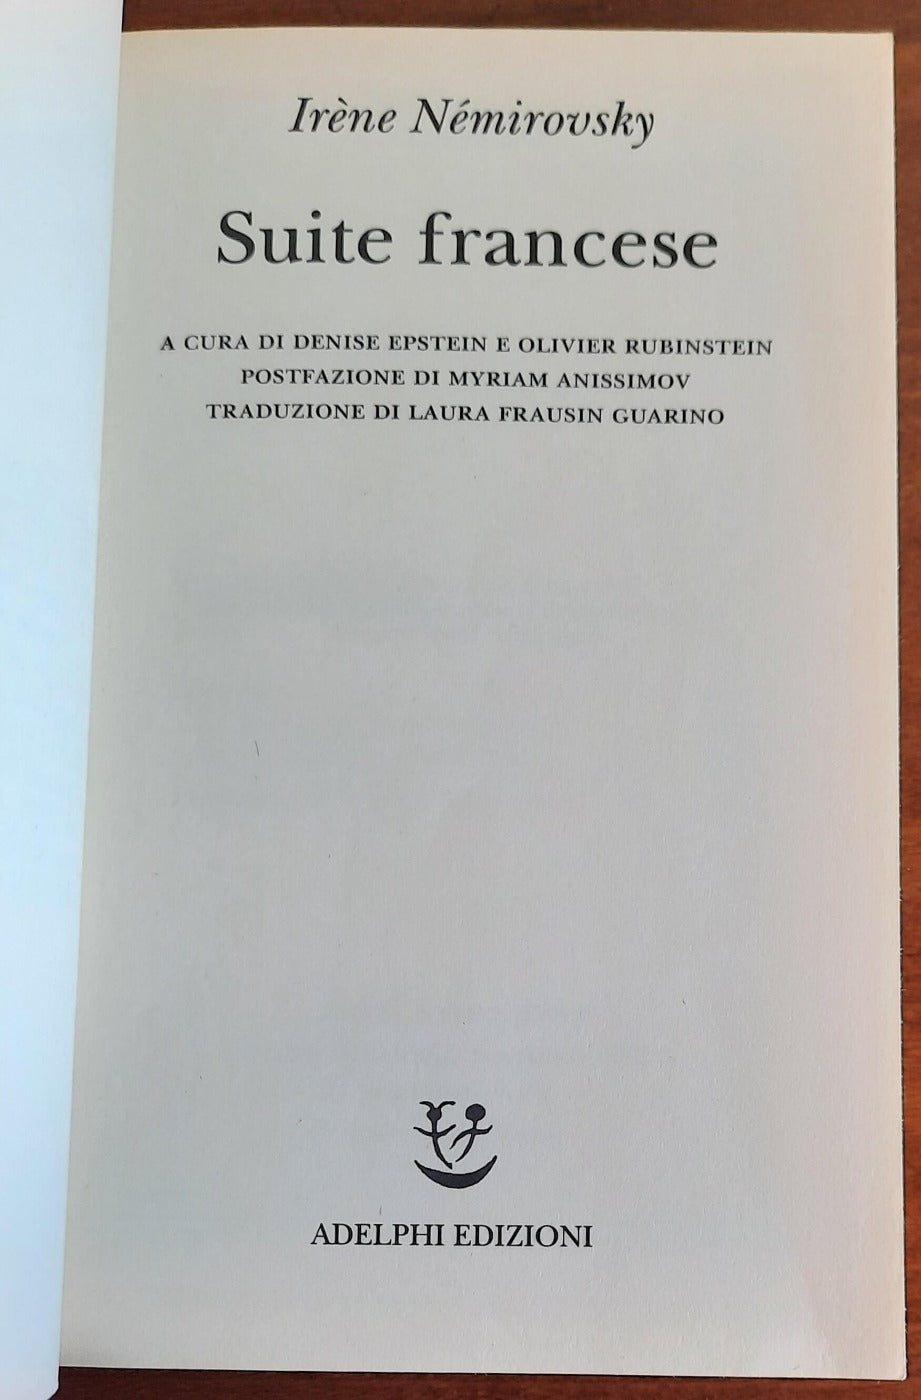 Irène Némirovsky
Suite francese
A CURA DI DENISE EPSTEIN E OLIVIER RUBINSTEIN
POSTFAZIONE DI MYRIAM ANISSIMOV
TRADUZIONE DI LAURA FRAUSIN GUARINO
ADELPHI EDIZIONI